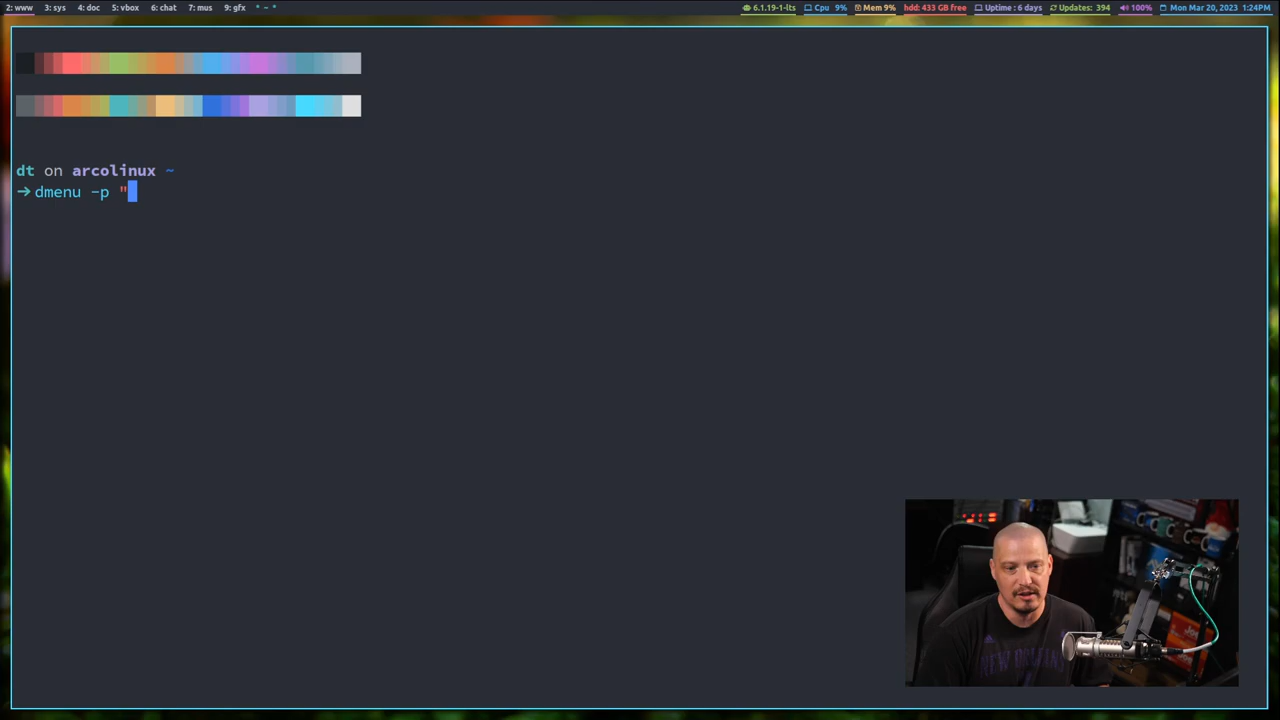 2: www 3: sys 4: doc 5: vbox 6: chat 7: mus 9: gfx * - * 6.1.19-1-lts Cpu 9% Mem 9% hdd: 433 GB free Uptime : 6 days Updates: 394 100% Mon Mar 20, 2023 1:24PM
dt on arcolinux ~
➔ dmenu -p "
NEW ORLEANS